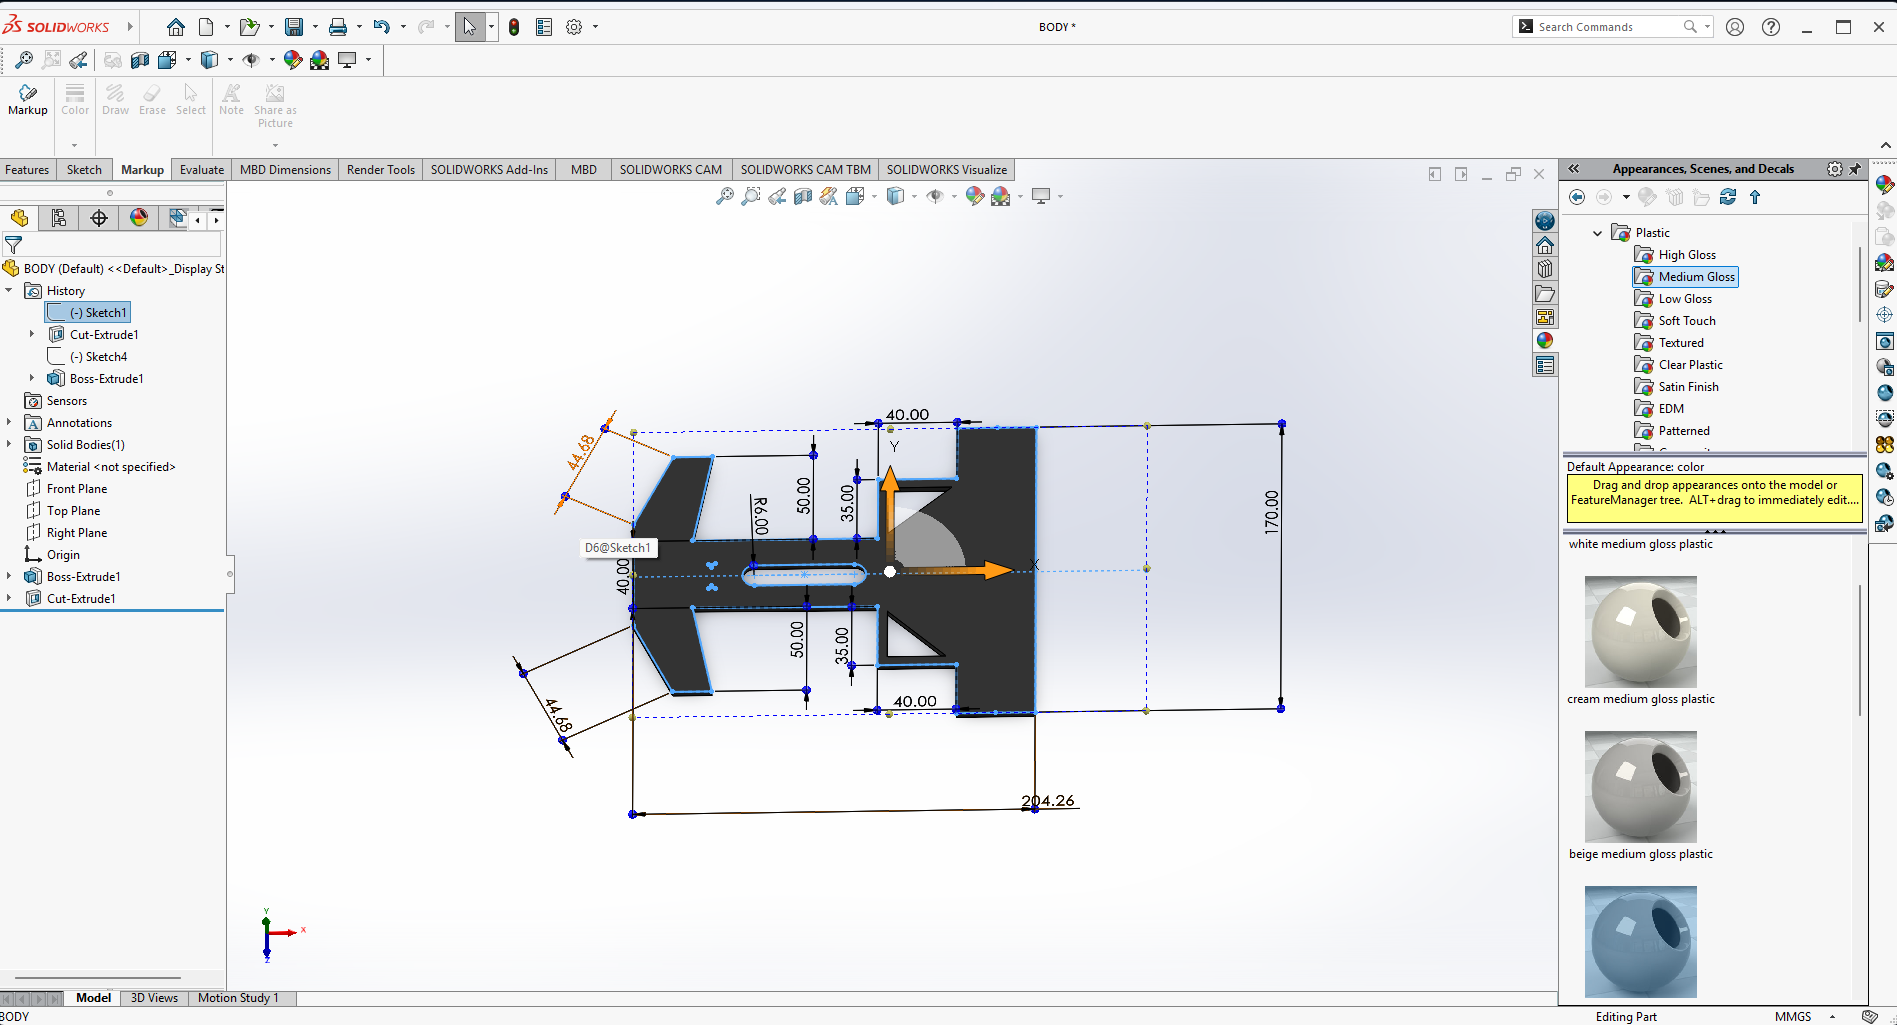 SOLIDWORKS
BODY *
Search Commands
Markup
Color
Draw
Erase
Select
Note
Share as
Picture
Features
Sketch
Markup
Evaluate
MBD Dimensions
Render Tools
SOLIDWORKS Add-Ins
MBD
SOLIDWORKS CAM
SOLIDWORKS CAM TBM
SOLIDWORKS Visualize
BODY (Default) <<Default>_Display St
History
(-) Sketch1
Cut-Extrude1
(-) Sketch4
Boss-Extrude1
Sensors
Annotations
Solid Bodies(1)
Material <not specified>
Front Plane
Top Plane
Right Plane
Origin
Boss-Extrude1
Cut-Extrude1
40.00
Y
44.68
50.00
35.00
R6.00
170.00
D6@Sketch1
X
40.00
50.00
35.00
40.00
44.68
204.26
Y
X
Z
Appearances, Scenes, and Decals
Plastic
High Gloss
Medium Gloss
Low Gloss
Soft Touch
Textured
Clear Plastic
Satin Finish
EDM
Patterned
Default Appearance: color
Drag and drop appearances onto the model or
FeatureManager tree. ALT+drag to immediately edit....
white medium gloss plastic
cream medium gloss plastic
beige medium gloss plastic
Model
3D Views
Motion Study 1
BODY
Editing Part
MMGS